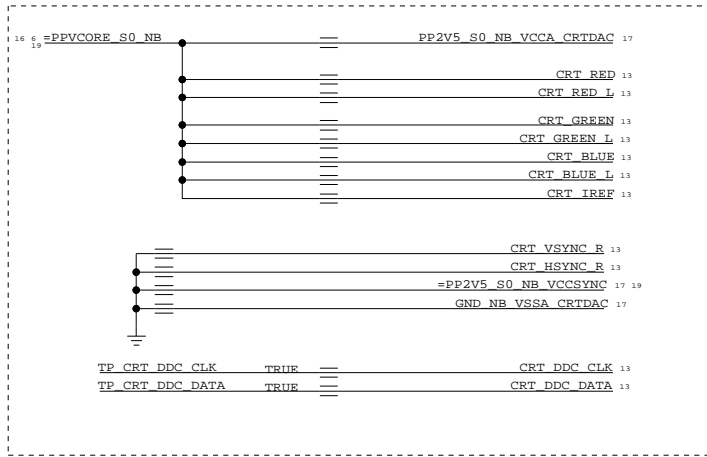 16 6 =PPVCORE_S0_NB PP2V5_S0_NB_VCCA_CRTDAC 17
19
CRT_RED 13
CRT_RED_L 13
CRT_GREEN 13
CRT_GREEN_L 13
CRT_BLUE 13
CRT_BLUE_L 13
CRT_IREF 13
CRT_VSYNC_R 13
CRT_HSYNC_R 13
=PP2V5_S0_NB_VCCSYNC 17 19
GND_NB_VSSA_CRTDAC 17
TP_CRT_DDC_CLK TRUE CRT_DDC_CLK 13
TP_CRT_DDC_DATA TRUE CRT_DDC_DATA 13